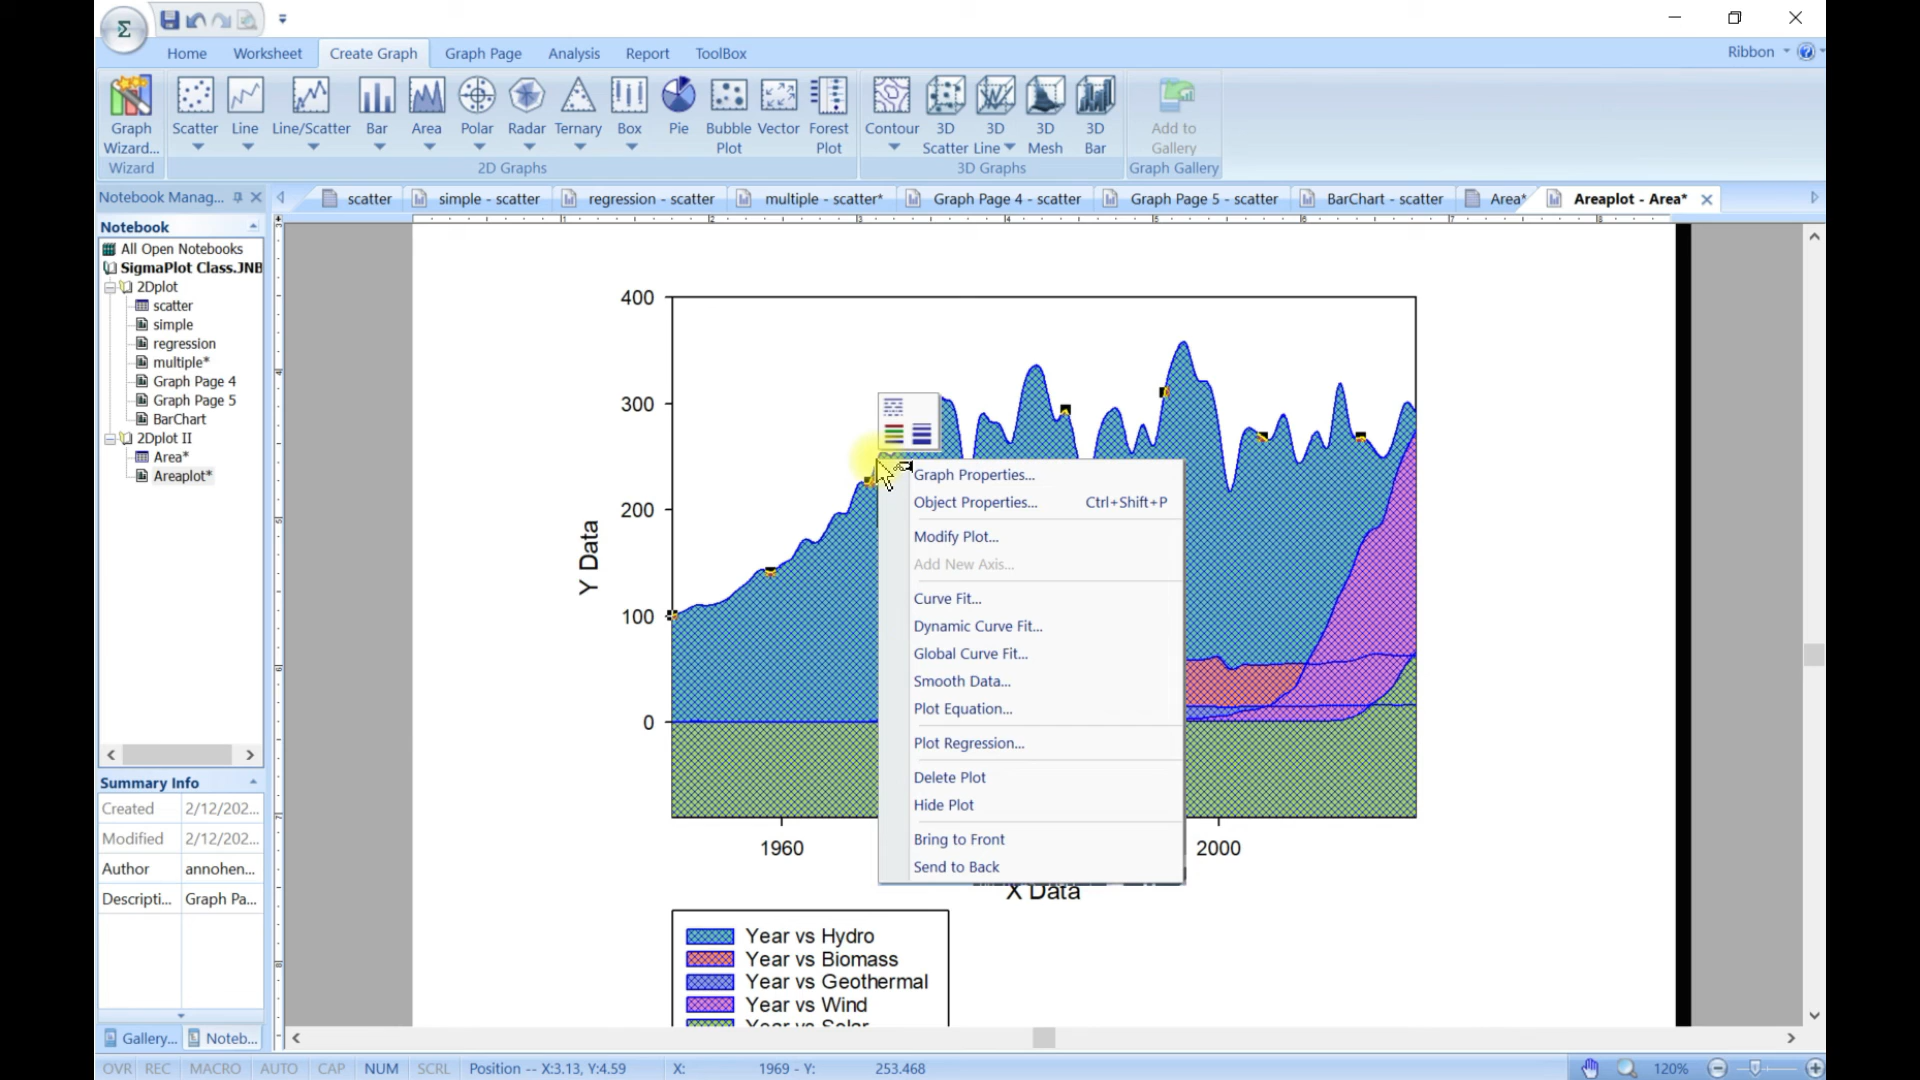 Ribbon
Home Worksheet Create Graph Graph Page Analysis Report ToolBox
Graph Wizard... Scatter Line Line/Scatter Bar Area Polar Radar Ternary Box Pie Bubble Plot Vector Forest Plot Contour 3D Scatter 3D Line 3D Mesh 3D Bar Add to Gallery
Wizard 2D Graphs 3D Graphs Graph Gallery
Notebook Manag... scatter simple - scatter regression - scatter multiple - scatter* Graph Page 4 - scatter Graph Page 5 - scatter BarChart - scatter Area* Areaplot - Area*
Notebook
All Open Notebooks
SigmaPlot Class.JNB
2Dplot
scatter
simple
regression
multiple*
Graph Page 4
Graph Page 5
BarChart
2Dplot II
Area*
Areaplot*
Summary Info
Created 2/12/202...
Modified 2/12/202...
Author annohen...
Descripti... Graph Pa...
Gallery... Noteb...
400
300
200
100
0
Y Data
1960 2000
X Data
Graph Properties...
Object Properties... Ctrl+Shift+P
Modify Plot...
Add New Axis...
Curve Fit...
Dynamic Curve Fit...
Global Curve Fit...
Smooth Data...
Plot Equation...
Plot Regression...
Delete Plot
Hide Plot
Bring to Front
Send to Back
Year vs Hydro
Year vs Biomass
Year vs Geothermal
Year vs Wind
Year vs Solar
OVR REC MACRO AUTO CAP NUM SCRL Position -- X:3.13, Y:4.59 X: 1969 - Y: 253.468 120%